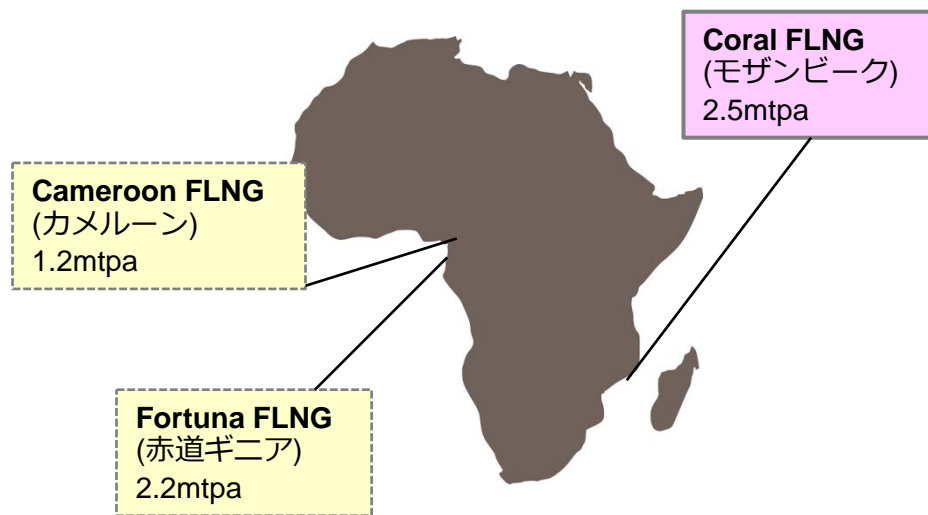 Coral FLNG
(モザンビーク)
2.5mtpa
Cameroon FLNG
(カメルーン)
1.2mtpa
Fortuna FLNG
(赤道ギニア)
2.2mtpa